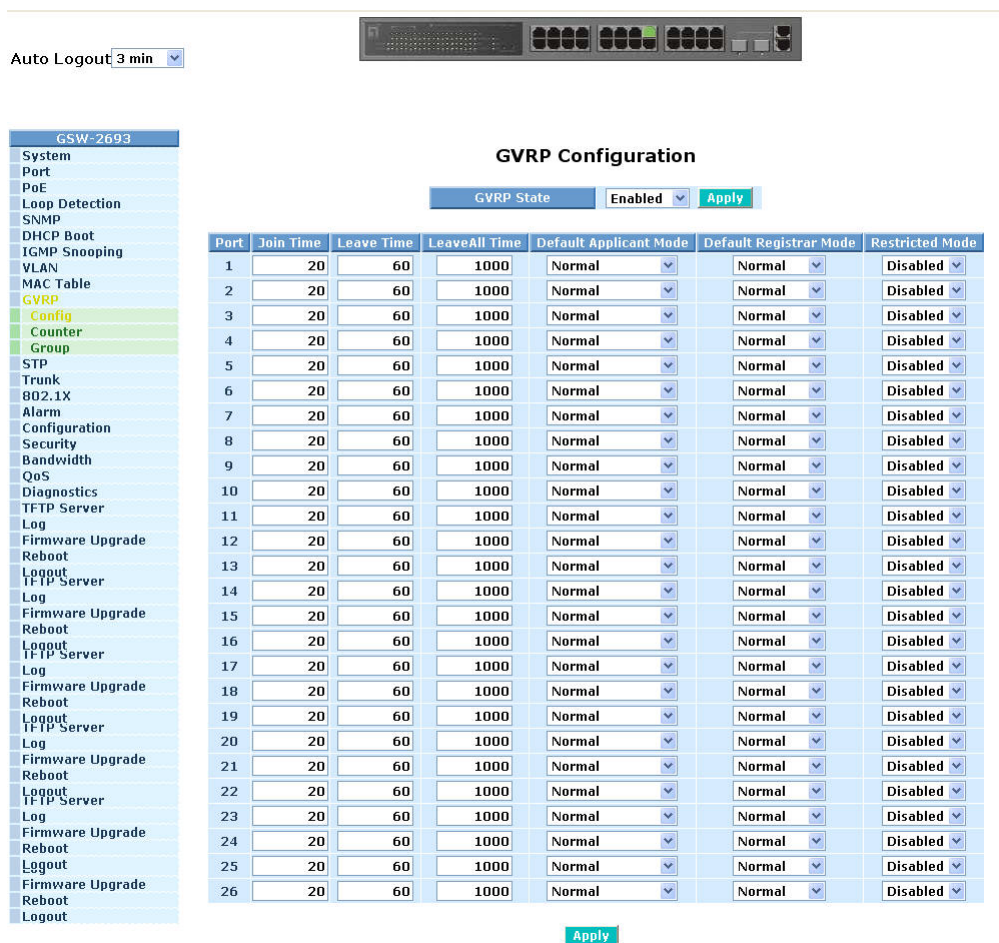 Auto Logout 3 min
GSW-2693
System
Port
PoE
Loop Detection
SNMP
DHCP Boot
IGMP Snooping
VLAN
MAC Table
GVRP
Config
Counter
Group
STP
Trunk
802.1X
Alarm
Configuration
Security
Bandwidth
QoS
Diagnostics
TFTP Server
Log
Firmware Upgrade
Reboot
Logout
TFTP Server
Log
Firmware Upgrade
Reboot
Logout
TFTP Server
Log
Firmware Upgrade
Reboot
Logout
TFTP Server
Log
Firmware Upgrade
Reboot
Logout
TFTP Server
Log
Firmware Upgrade
Reboot
Logout
Firmware Upgrade
Reboot
Logout
GVRP Configuration
GVRP State Enabled Apply
Port Join Time Leave Time LeaveAll Time Default Applicant Mode Default Registrar Mode Restricted Mode
1 20 60 1000 Normal Normal Disabled
2 20 60 1000 Normal Normal Disabled
3 20 60 1000 Normal Normal Disabled
4 20 60 1000 Normal Normal Disabled
5 20 60 1000 Normal Normal Disabled
6 20 60 1000 Normal Normal Disabled
7 20 60 1000 Normal Normal Disabled
8 20 60 1000 Normal Normal Disabled
9 20 60 1000 Normal Normal Disabled
10 20 60 1000 Normal Normal Disabled
11 20 60 1000 Normal Normal Disabled
12 20 60 1000 Normal Normal Disabled
13 20 60 1000 Normal Normal Disabled
14 20 60 1000 Normal Normal Disabled
15 20 60 1000 Normal Normal Disabled
16 20 60 1000 Normal Normal Disabled
17 20 60 1000 Normal Normal Disabled
18 20 60 1000 Normal Normal Disabled
19 20 60 1000 Normal Normal Disabled
20 20 60 1000 Normal Normal Disabled
21 20 60 1000 Normal Normal Disabled
22 20 60 1000 Normal Normal Disabled
23 20 60 1000 Normal Normal Disabled
24 20 60 1000 Normal Normal Disabled
25 20 60 1000 Normal Normal Disabled
26 20 60 1000 Normal Normal Disabled
Apply